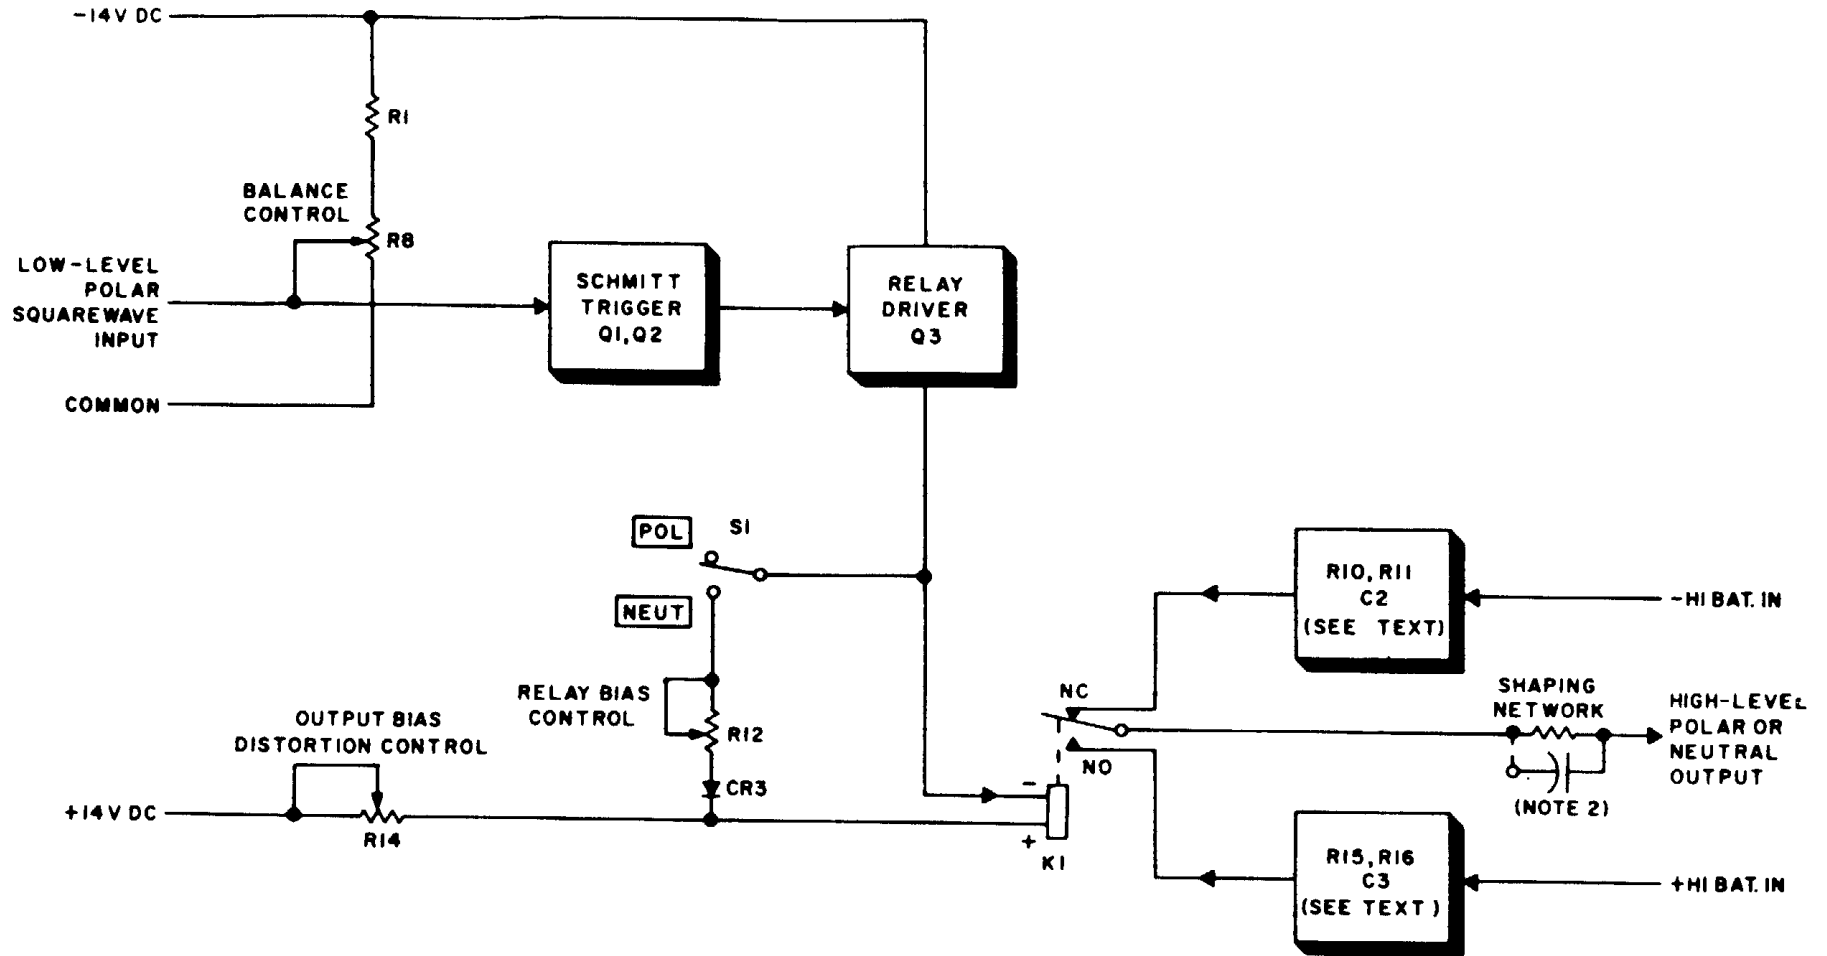 -14V DC
R1
BALANCE
CONTROL
R8
LOW-LEVEL
POLAR
SQUAREWAVE
INPUT
COMMON
SCHMITT
TRIGGER
Q1,Q2
RELAY
DRIVER
Q3
POL
S1
NEUT
RELAY BIAS
CONTROL
R12
CR3
OUTPUT BIAS
DISTORTION CONTROL
+14V DC
R14
-
+
K1
NC
NO
R10, R11
C2
(SEE TEXT)
-HI BAT. IN
SHAPING
NETWORK
(NOTE 2)
HIGH-LEVEL
POLAR OR
NEUTRAL
OUTPUT
R15, R16
C3
(SEE TEXT)
+HI BAT. IN